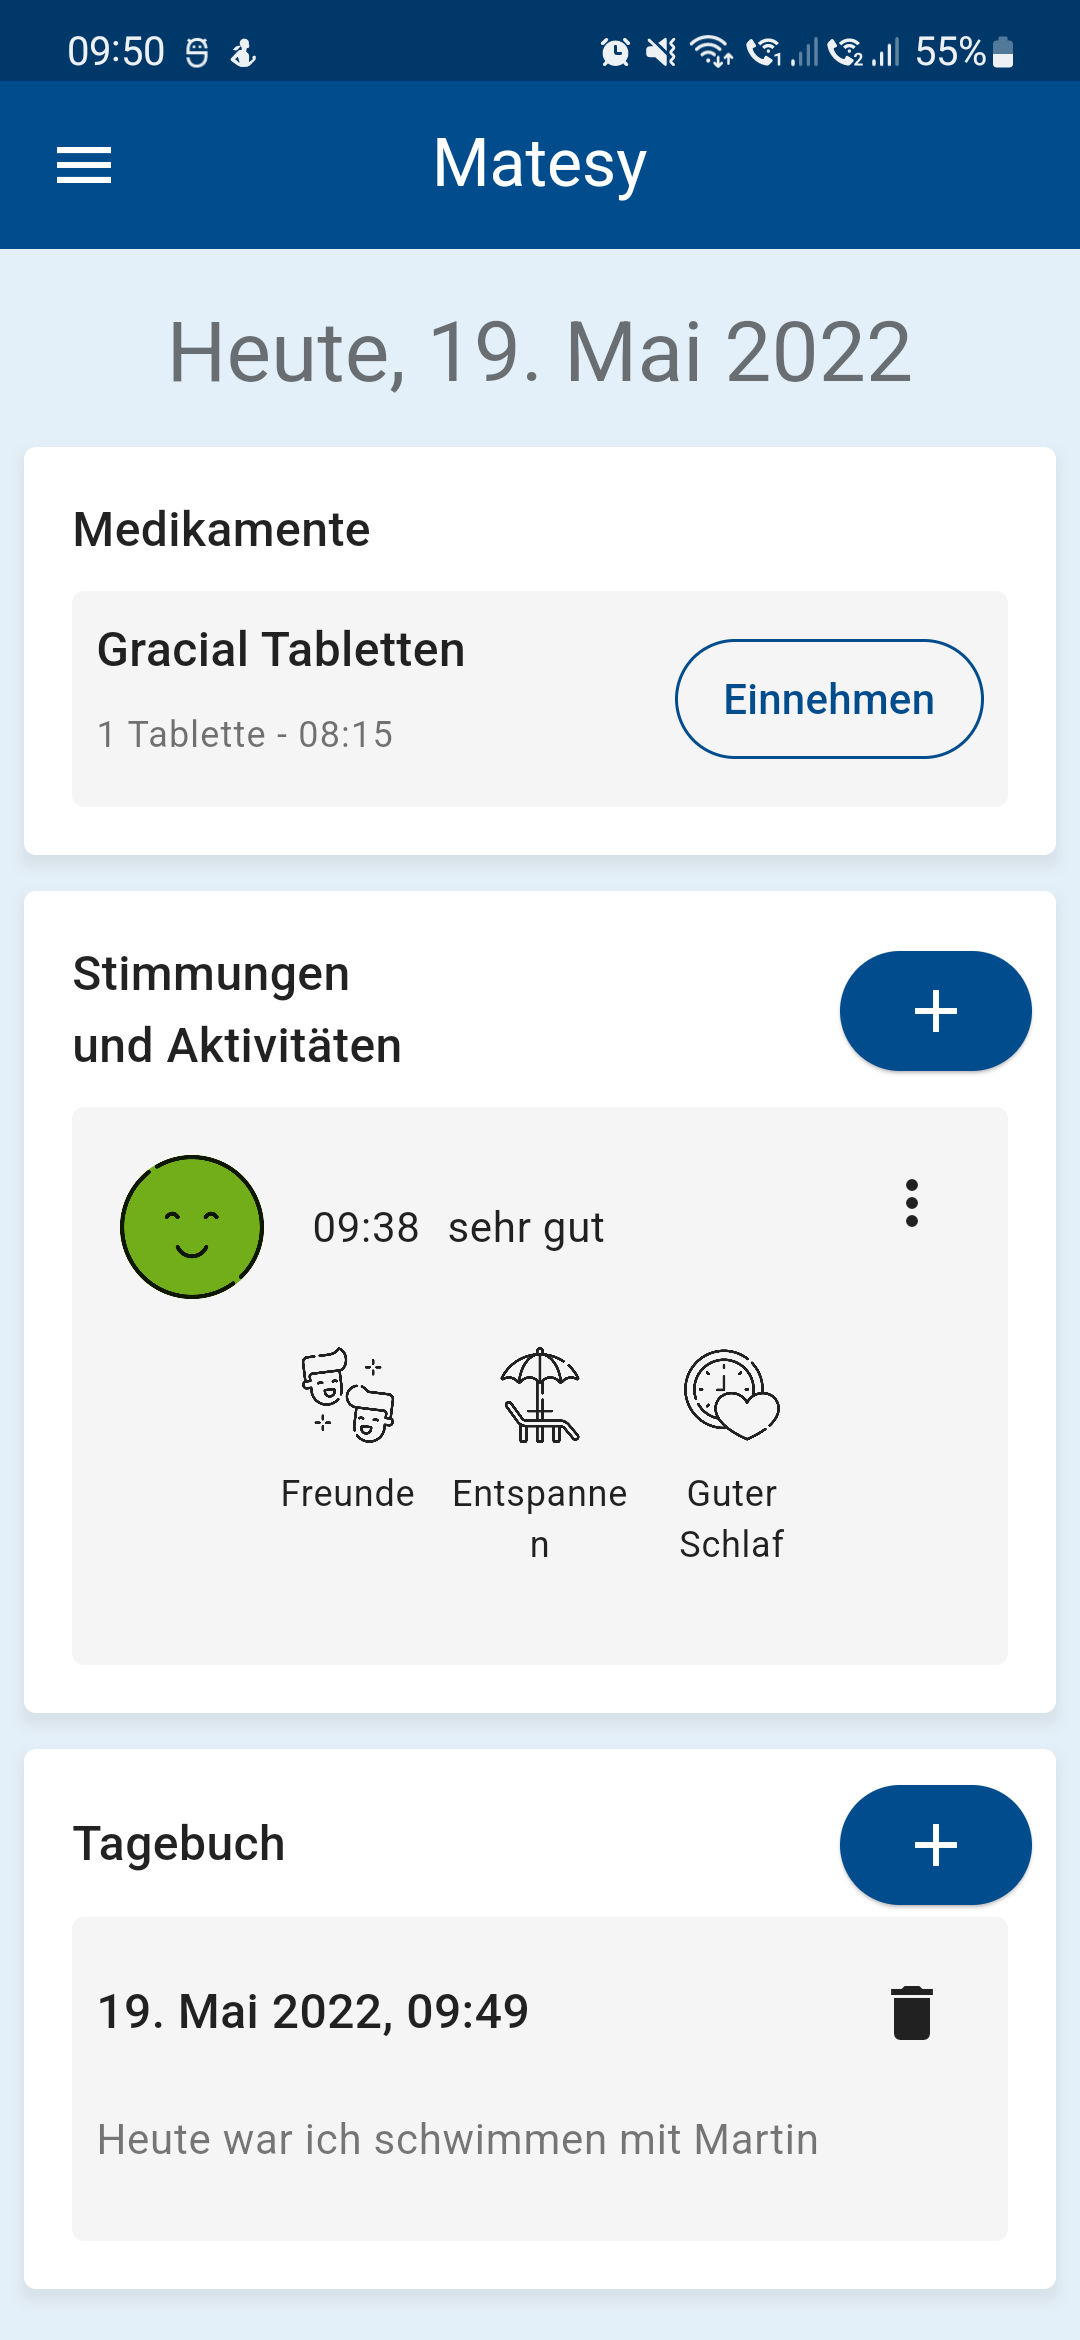 09:50
1
2
55%
Matesy
Heute, 19. Mai 2022
Medikamente
Gracial Tabletten
1 Tablette - 08:15
Einnehmen
Stimmungen
und Aktivitäten
09:38 sehr gut
Freunde
Entspanne
n
Guter
Schlaf
Tagebuch
19. Mai 2022, 09:49
Heute war ich schwimmen mit Martin